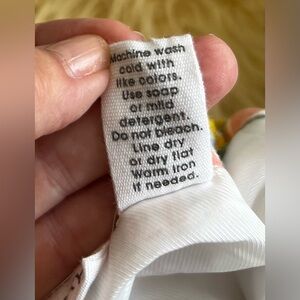 Machine wash
cold with
like colors.
Use soap
or mild
detergent.
Do not bleach.
Line dry
or dry flat
Warm iron
if needed.